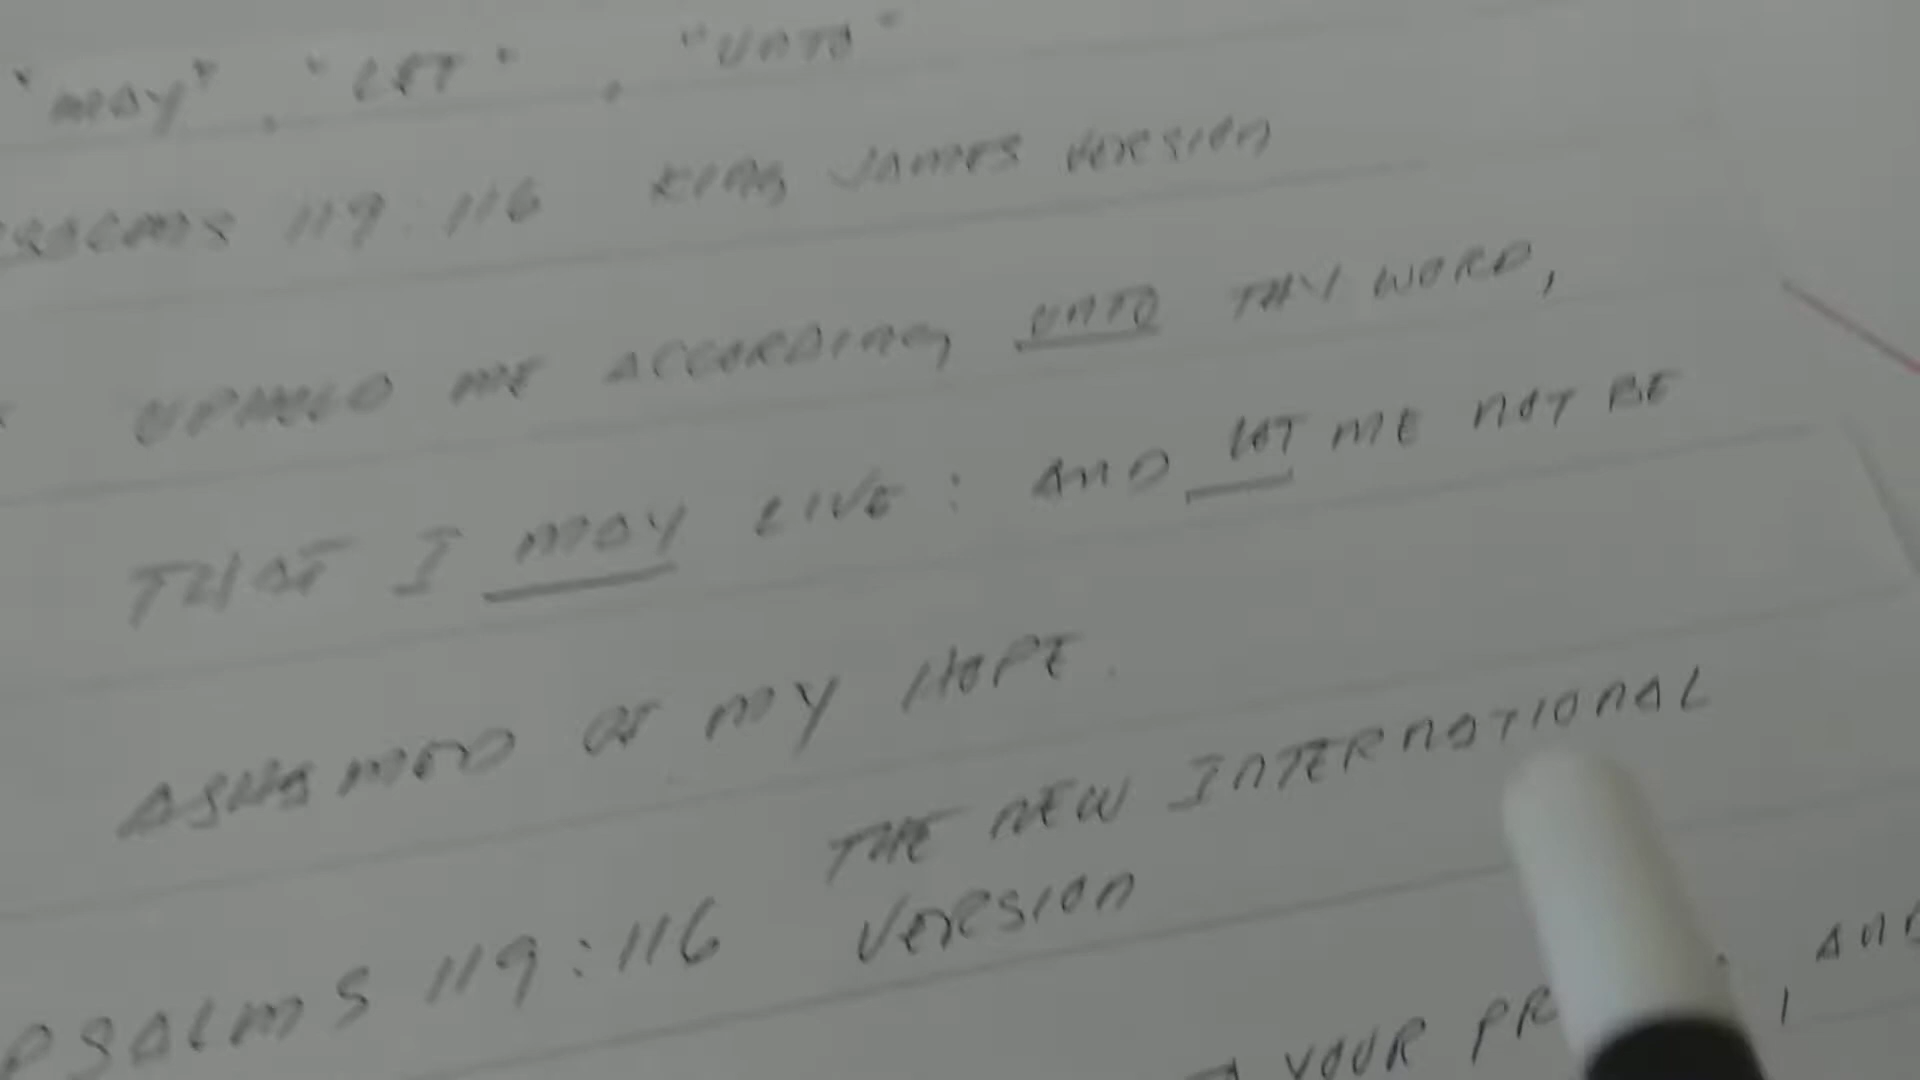 "MAY", "LET", "UNTO"
PSALMS 119:116 KING JAMES VERSION
UPHOLD ME ACCORDING UNTO THY WORD,
THAT I MAY LIVE: AND LET ME NOT BE
ASHAMED OF MY HOPE.
THE NEW INTERNATIONAL
PSALMS 119:116 VERSION
YOUR